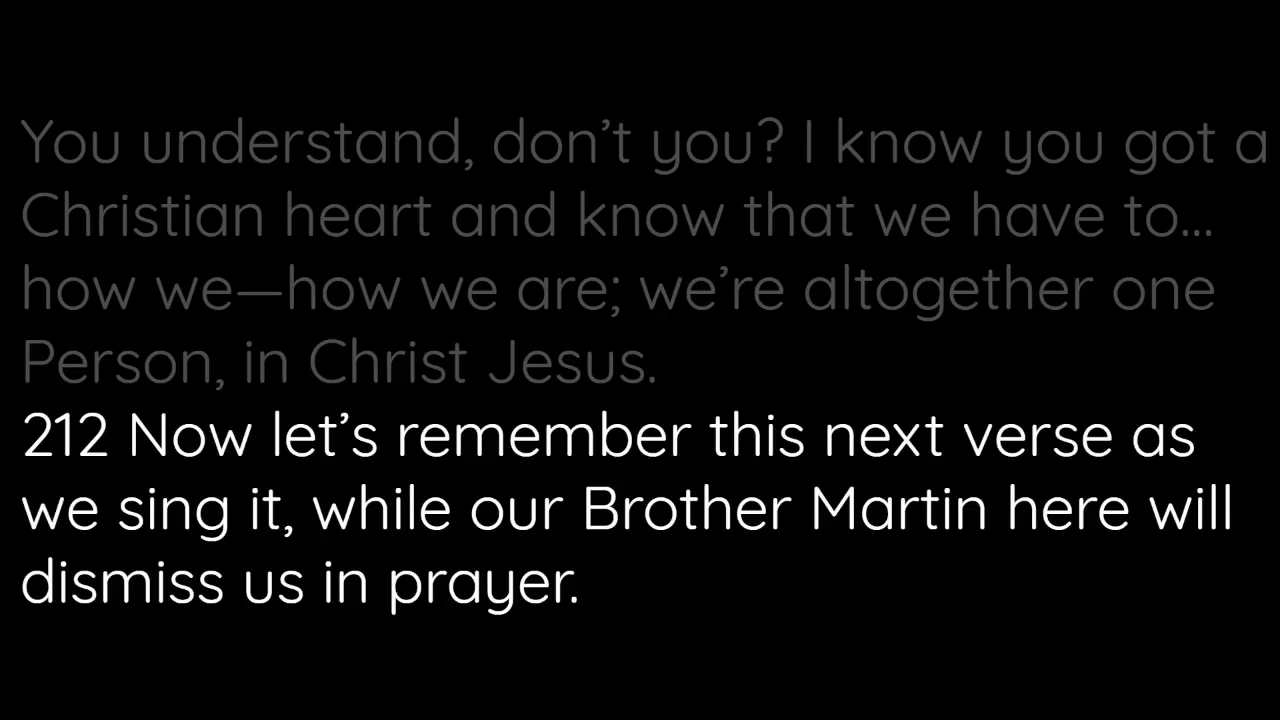 You understand, don’t you? I know you got a
Christian heart and know that we have to...
how we—how we are; we’re altogether one
Person, in Christ Jesus.
212 Now let’s remember this next verse as
we sing it, while our Brother Martin here will
dismiss us in prayer.